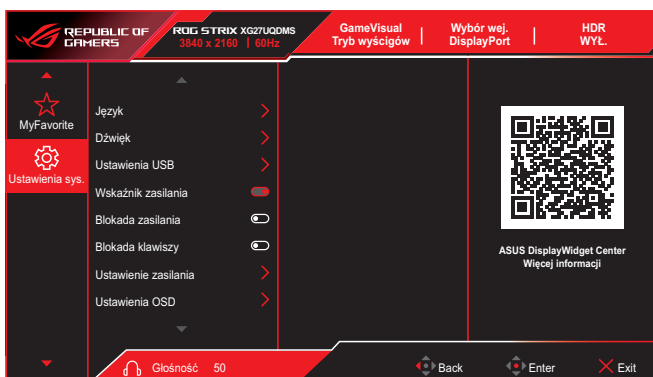 REPUBLIC OF
GAMERS
ROG STRIX XG27UQDMS
3840 x 2160 | 60Hz
GameVisual
Tryb wyścigów
Wybór wej.
DisplayPort
HDR
WYŁ.
MyFavorite
Ustawienia sys.
Język
Dźwięk
Ustawienia USB
Wskaźnik zasilania
Blokada zasilania
Blokada klawiszy
Ustawienie zasilania
Ustawienia OSD
ASUS DisplayWidget Center
Więcej informacji
Głośność 50
Back
Enter
Exit